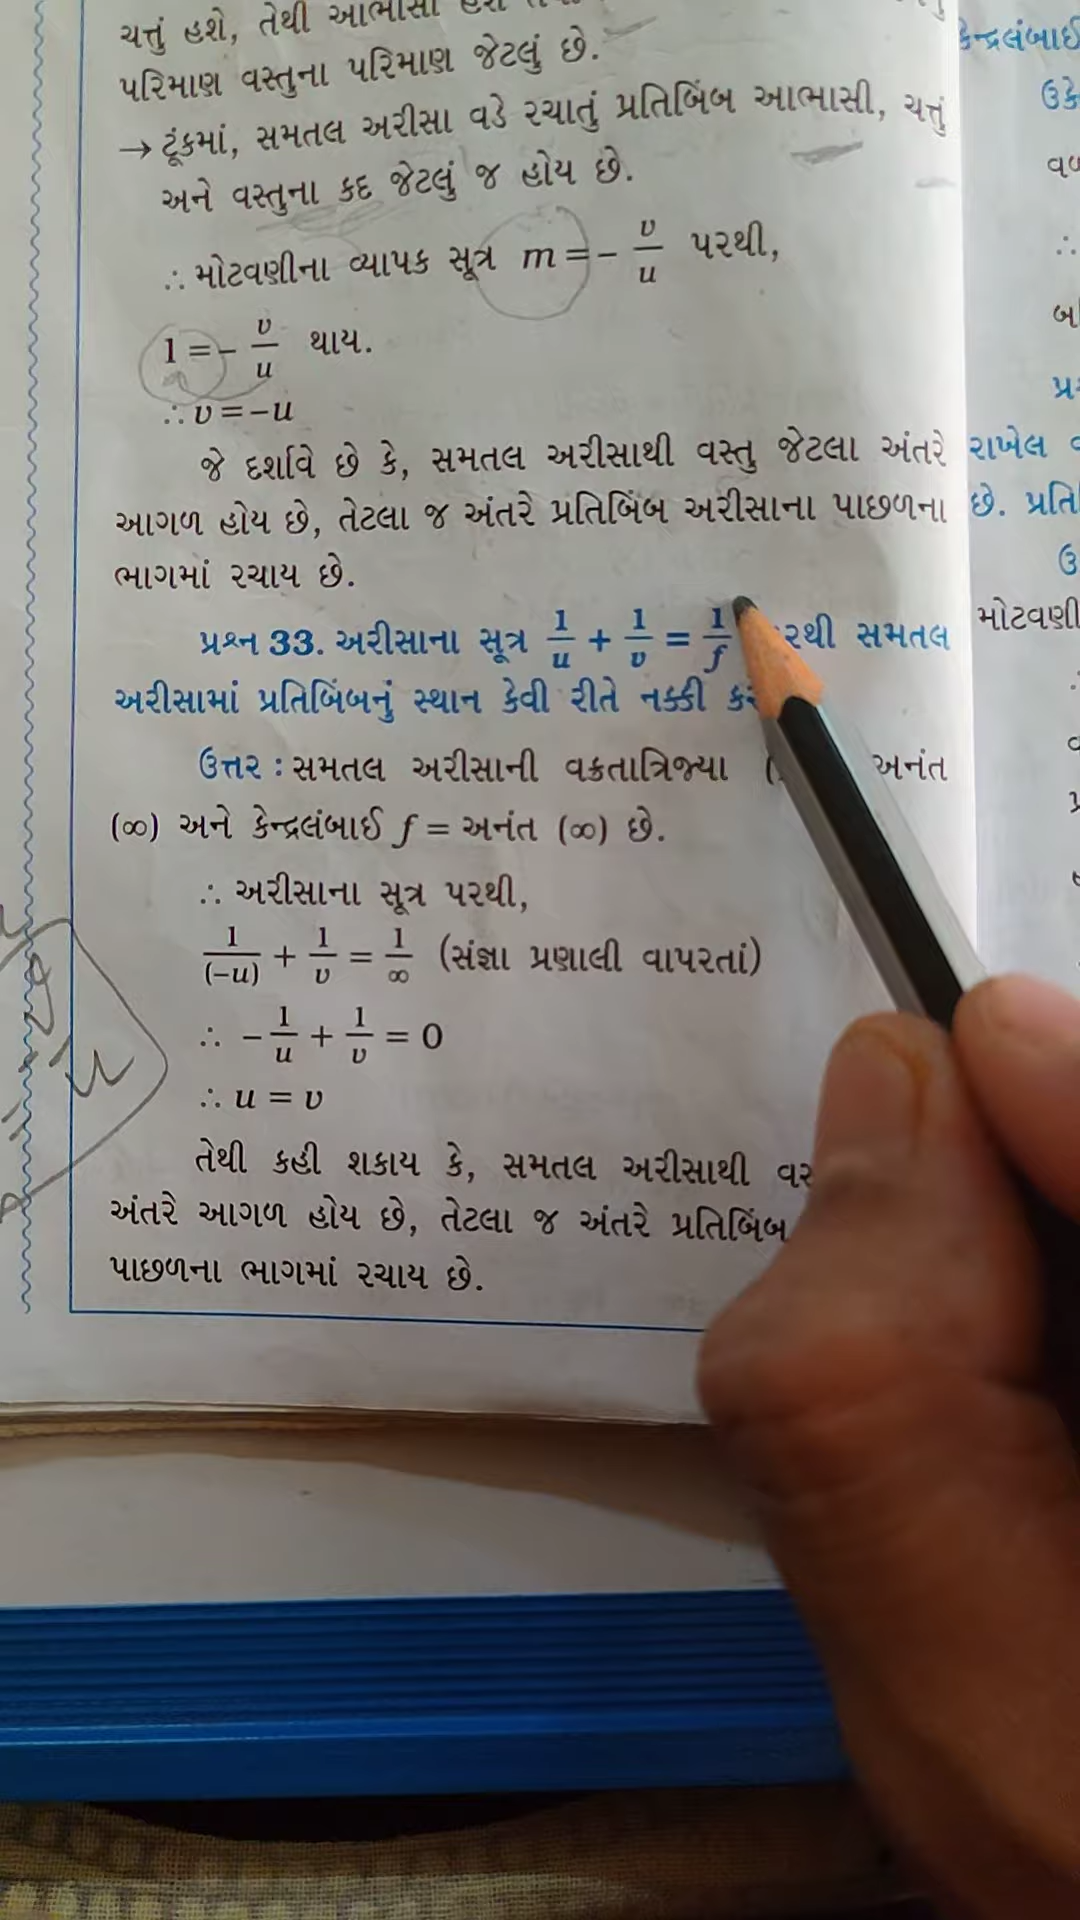 ચત્તું હશે, તેથી આભાસી હશે
પરિમાણ વસ્તુના પરિમાણ જેટલું છે.
→ ટૂંકમાં, સમતલ અરીસા વડે રચાતું પ્રતિબિંબ આભાસી, ચત્તું
અને વસ્તુના કદ જેટલું જ હોય છે.
∴ મોટવણીના વ્યાપક સૂત્ર m = – v/u પરથી,
1 = – v/u થાય.
∴ v = –u
જે દર્શાવે છે કે, સમતલ અરીસાથી વસ્તુ જેટલા અંતરે
આગળ હોય છે, તેટલા જ અંતરે પ્રતિબિંબ અરીસાના પાછળના
ભાગમાં રચાય છે.
પ્રશ્ન 33. અરીસાના સૂત્ર 1/u + 1/v = 1/f પરથી સમતલ
અરીસામાં પ્રતિબિંબનું સ્થાન કેવી રીતે નક્કી
ઉત્તર : સમતલ અરીસાની વક્રતાત્રિજ્યા અનંત
(∞) અને કેન્દ્રલંબાઈ f = અનંત (∞) છે.
∴ અરીસાના સૂત્ર પરથી,
1/(–u) + 1/v = 1/∞ (સંજ્ઞા પ્રણાલી વાપરતાં)
∴ – 1/u + 1/v = 0
∴ u = v
તેથી કહી શકાય કે, સમતલ અરીસાથી
અંતરે આગળ હોય છે, તેટલા જ અંતરે પ્રતિબિંબ
પાછળના ભાગમાં રચાય છે.
કેન્દ્રલંબાઈ
રાખેલ
છે.
મોટવણી